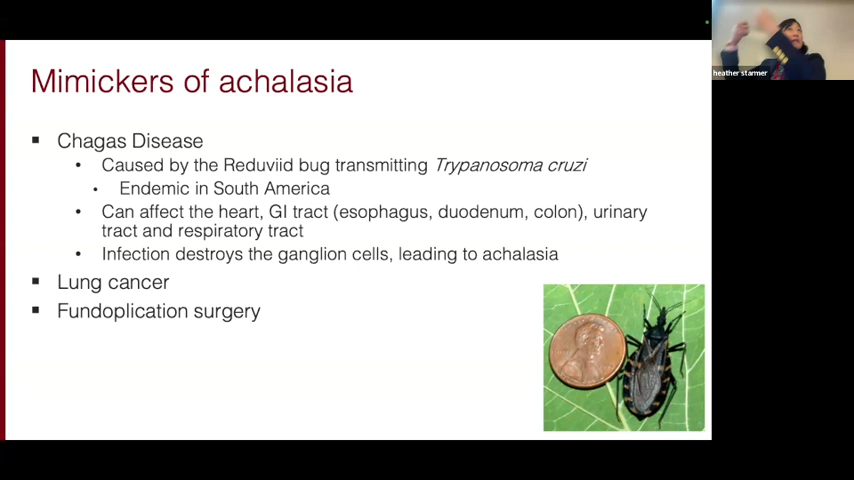 heather starmer
Mimickers of achalasia
▪ Chagas Disease
• Caused by the Reduviid bug transmitting Trypanosoma cruzi
• Endemic in South America
• Can affect the heart, GI tract (esophagus, duodenum, colon), urinary
tract and respiratory tract
• Infection destroys the ganglion cells, leading to achalasia
▪ Lung cancer
▪ Fundoplication surgery